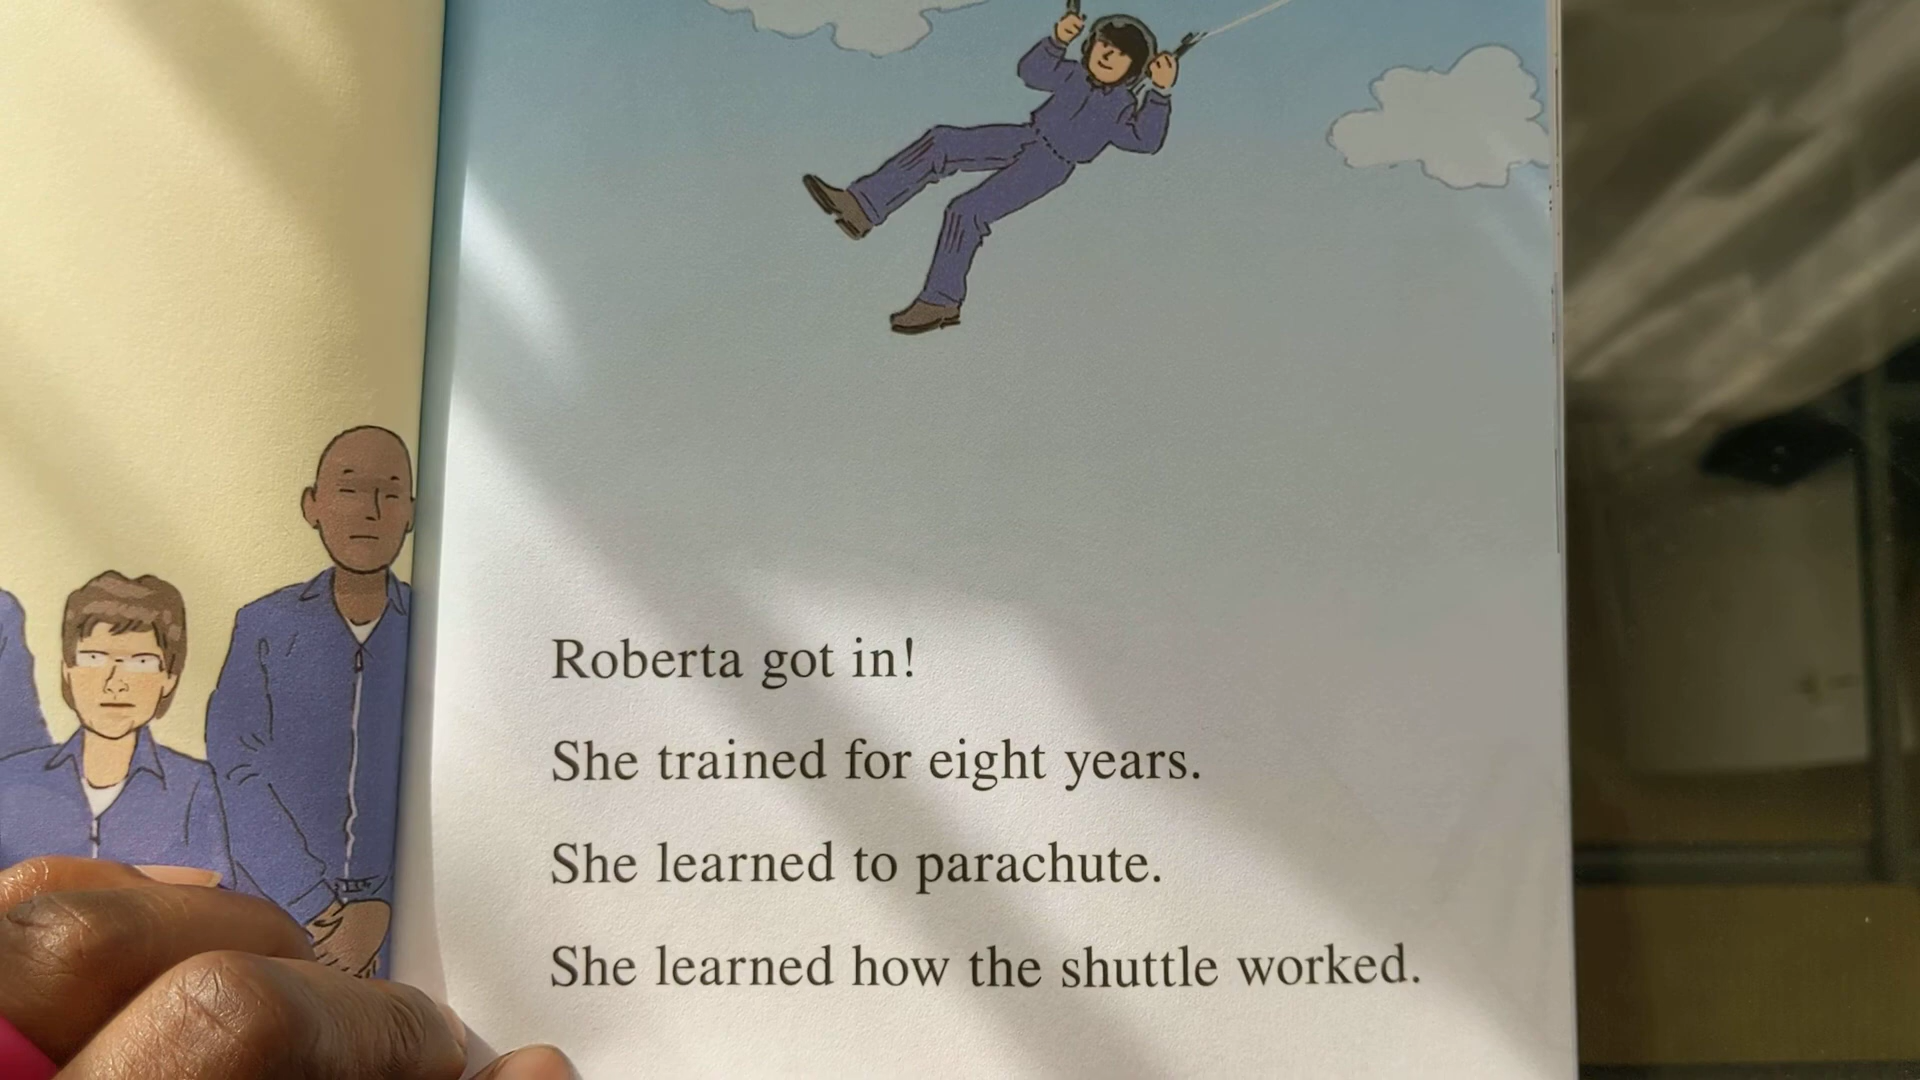 Roberta got in!
She trained for eight years.
She learned to parachute.
She learned how the shuttle worked.